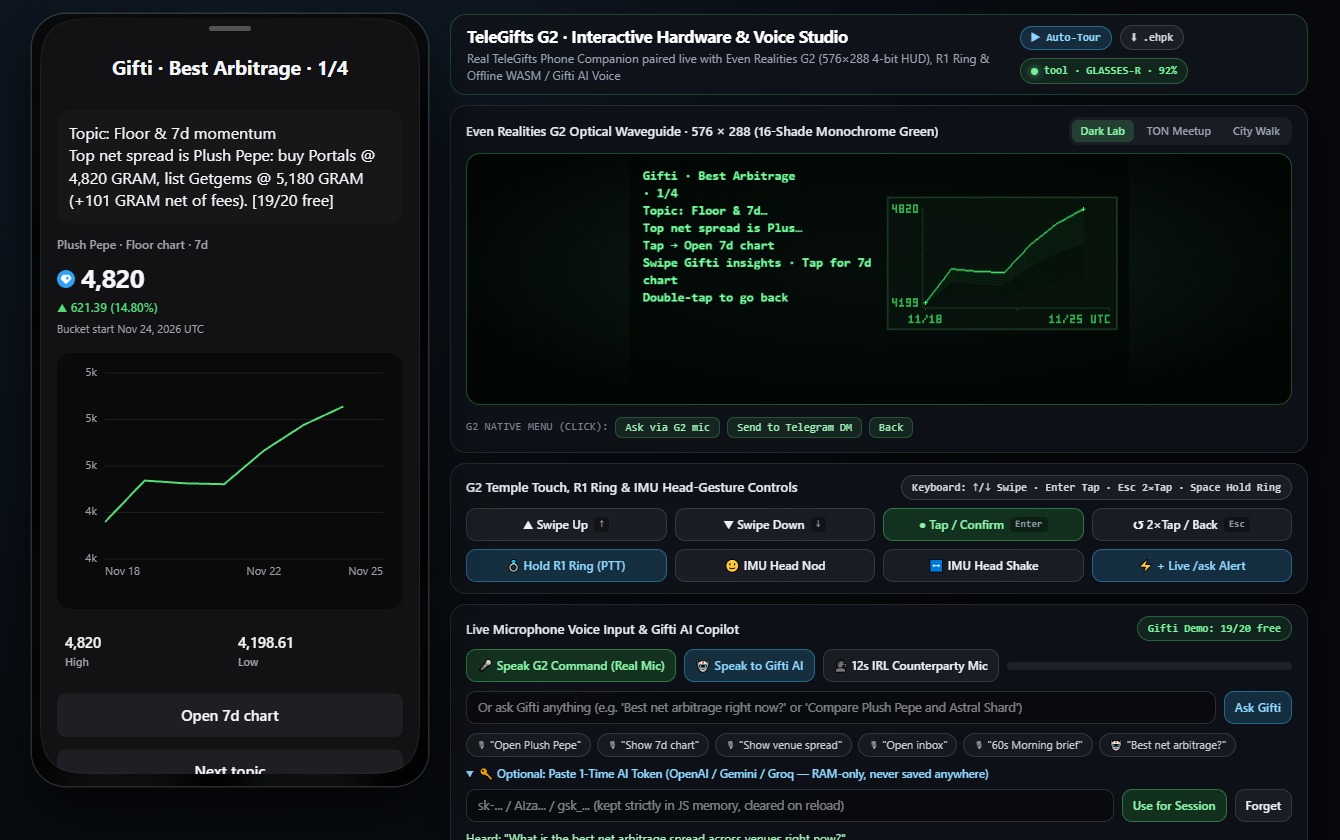 Gifti · Best Arbitrage · 1/4
Topic: Floor & 7d momentum
Top net spread is Plush Pepe: buy Portals @
4,820 GRAM, list Getgems @ 5,180 GRAM
(+101 GRAM net of fees). [19/20 free]
Plush Pepe · Floor chart · 7d
4,820
▲ 621.39 (14.80%)
Bucket start Nov 24, 2026 UTC
5k
5k
5k
4k
4k
Nov 18
Nov 22
Nov 25
4,820
High
4,198.61
Low
Open 7d chart
Next topic
TeleGifts G2 · Interactive Hardware & Voice Studio
Real TeleGifts Phone Companion paired live with Even Realities G2 (576×288 4-bit HUD), R1 Ring &
Offline WASM / Gifti AI Voice
▶ Auto-Tour
⬇ .ehpk
● tool · GLASSES-R · 92%
Even Realities G2 Optical Waveguide · 576 × 288 (16-Shade Monochrome Green)
Dark Lab
TON Meetup
City Walk
Gifti · Best Arbitrage
· 1/4
Topic: Floor & 7d…
Top net spread is Plus…
Tap → Open 7d chart
Swipe Gifti insights · Tap for 7d
chart
Double-tap to go back
4820
4199
11/18
11/25 UTC
G2 NATIVE MENU (CLICK):
Ask via G2 mic
Send to Telegram DM
Back
G2 Temple Touch, R1 Ring & IMU Head-Gesture Controls
Keyboard: ↑/↓ Swipe · Enter Tap · Esc 2×Tap · Space Hold Ring
▲ Swipe Up ↑
▼ Swipe Down ↓
● Tap / Confirm Enter
↺ 2×Tap / Back Esc
💍 Hold R1 Ring (PTT)
🙂 IMU Head Nod
↔️ IMU Head Shake
⚡ + Live /ask Alert
Live Microphone Voice Input & Gifti AI Copilot
Gifti Demo: 19/20 free
🎤 Speak G2 Command (Real Mic)
Speak to Gifti AI
12s IRL Counterparty Mic
Or ask Gifti anything (e.g. 'Best net arbitrage right now?' or 'Compare Plush Pepe and Astral Shard')
Ask Gifti
"Open Plush Pepe"
"Show 7d chart"
"Show venue spread"
"Open inbox"
"60s Morning brief"
"Best net arbitrage?"
▼ 🔑 Optional: Paste 1-Time AI Token (OpenAI / Gemini / Groq — RAM-only, never saved anywhere)
sk-... / AIza... / gsk_... (kept strictly in JS memory, cleared on reload)
Use for Session
Forget
Heard: "What is the best net arbitrage spread across venues right now?"